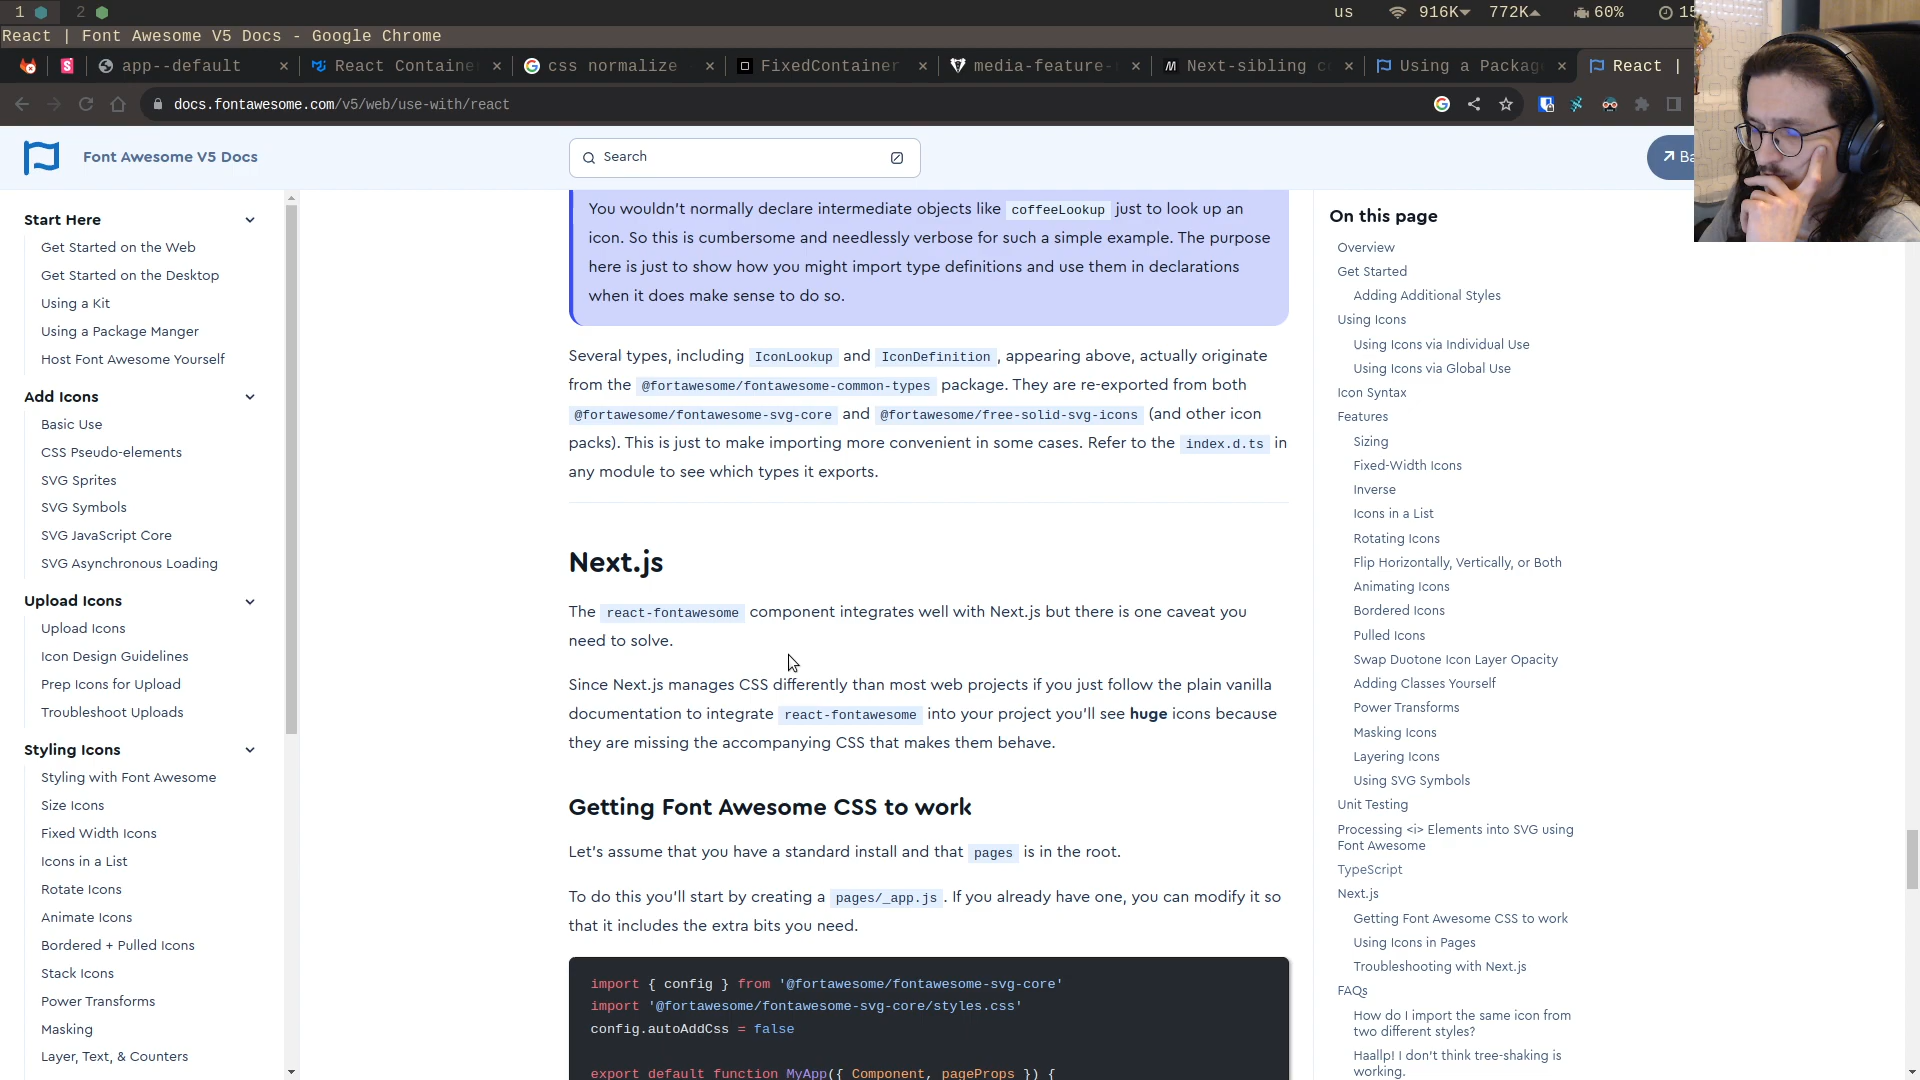 1 2 us 916K 772K 60% 15
React | Font Awesome V5 Docs - Google Chrome
app--default × React Containe × css normalize × FixedContainer × media-feature- × Next-sibling c × Using a Packag × React |
docs.fontawesome.com/v5/web/use-with/react
Font Awesome V5 Docs
Search
Ba
Start Here
Get Started on the Web
Get Started on the Desktop
Using a Kit
Using a Package Manger
Host Font Awesome Yourself
Add Icons
Basic Use
CSS Pseudo-elements
SVG Sprites
SVG Symbols
SVG JavaScript Core
SVG Asynchronous Loading
Upload Icons
Upload Icons
Icon Design Guidelines
Prep Icons for Upload
Troubleshoot Uploads
Styling Icons
Styling with Font Awesome
Size Icons
Fixed Width Icons
Icons in a List
Rotate Icons
Animate Icons
Bordered + Pulled Icons
Stack Icons
Power Transforms
Masking
Layer, Text, & Counters
You wouldn't normally declare intermediate objects like coffeeLookup just to look up an
icon. So this is cumbersome and needlessly verbose for such a simple example. The purpose
here is just to show how you might import type definitions and use them in declarations
when it does make sense to do so.
Several types, including IconLookup and IconDefinition, appearing above, actually originate
from the @fortawesome/fontawesome-common-types package. They are re-exported from both
@fortawesome/fontawesome-svg-core and @fortawesome/free-solid-svg-icons (and other icon
packs). This is just to make importing more convenient in some cases. Refer to the index.d.ts in
any module to see which types it exports.
Next.js
The react-fontawesome component integrates well with Next.js but there is one caveat you
need to solve.
Since Next.js manages CSS differently than most web projects if you just follow the plain vanilla
documentation to integrate react-fontawesome into your project you'll see huge icons because
they are missing the accompanying CSS that makes them behave.
Getting Font Awesome CSS to work
Let's assume that you have a standard install and that pages is in the root.
To do this you'll start by creating a pages/_app.js. If you already have one, you can modify it so
that it includes the extra bits you need.
import { config } from '@fortawesome/fontawesome-svg-core'
import '@fortawesome/fontawesome-svg-core/styles.css'
config.autoAddCss = false
export default function MyApp({ Component, pageProps }) {
On this page
Overview
Get Started
Adding Additional Styles
Using Icons
Using Icons via Individual Use
Using Icons via Global Use
Icon Syntax
Features
Sizing
Fixed-Width Icons
Inverse
Icons in a List
Rotating Icons
Flip Horizontally, Vertically, or Both
Animating Icons
Bordered Icons
Pulled Icons
Swap Duotone Icon Layer Opacity
Adding Classes Yourself
Power Transforms
Masking Icons
Layering Icons
Using SVG Symbols
Unit Testing
Processing <i> Elements into SVG using
Font Awesome
TypeScript
Next.js
Getting Font Awesome CSS to work
Using Icons in Pages
Troubleshooting with Next.js
FAQs
How do I import the same icon from
two different styles?
Haallp! I don't think tree-shaking is
working.